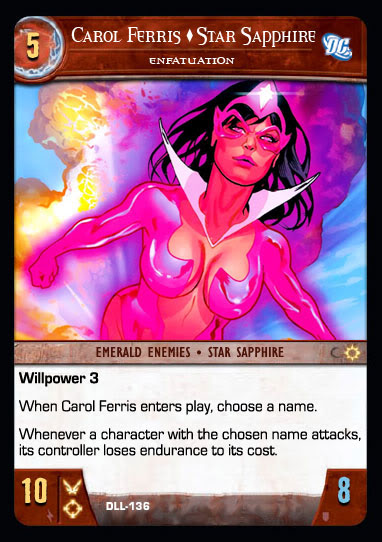 5
CAROL FERRIS ♦ STAR SAPPHIRE
DC
ENFATUATION
EMERALD ENEMIES • STAR SAPPHIRE
C
Willpower 3
When Carol Ferris enters play, choose a name.
Whenever a character with the chosen name attacks,
its controller loses endurance to its cost.
10
8
DLL-136